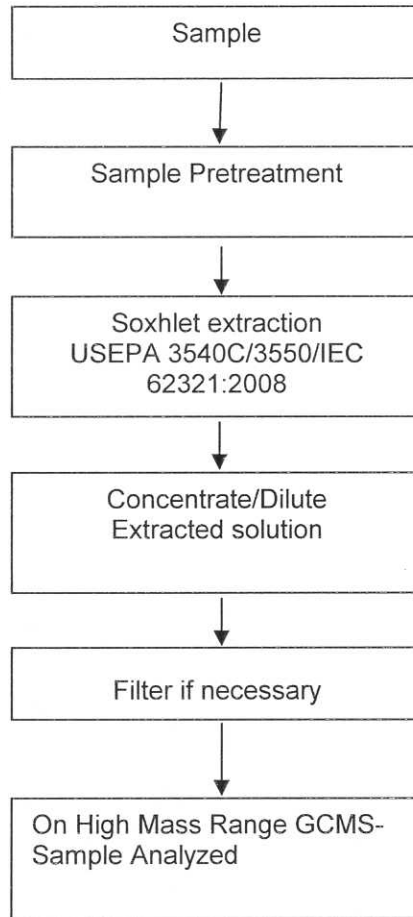 Sample
Sample Pretreatment
Soxhlet extraction
USEPA 3540C/3550/IEC
62321:2008
Concentrate/Dilute
Extracted solution
Filter if necessary
On High Mass Range GCMS-
Sample Analyzed